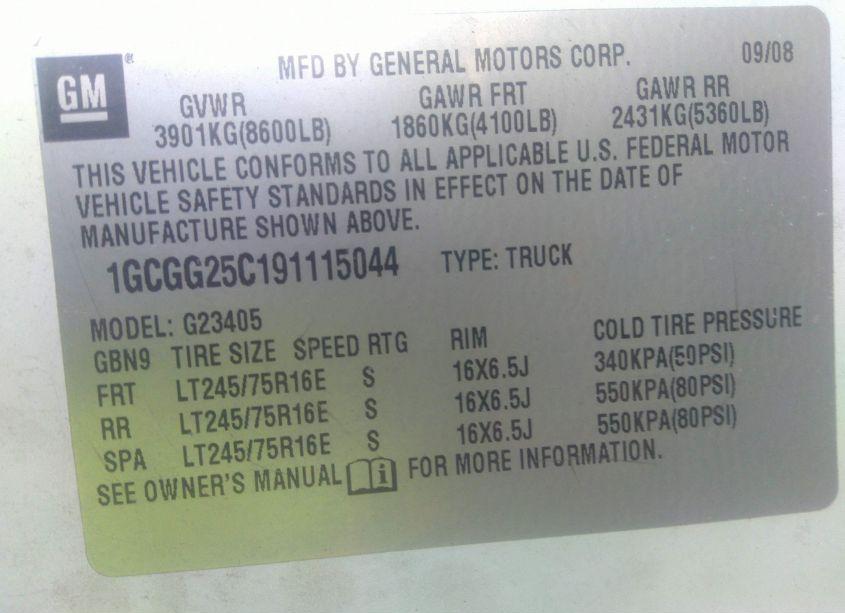 GM ®
MFD BY GENERAL MOTORS CORP. 09/08
GVWR GAWR FRT GAWR RR
3901KG(8600LB) 1860KG(4100LB) 2431KG(5360LB)
THIS VEHICLE CONFORMS TO ALL APPLICABLE U.S. FEDERAL MOTOR
VEHICLE SAFETY STANDARDS IN EFFECT ON THE DATE OF
MANUFACTURE SHOWN ABOVE.
1GCGG25C191115044 TYPE: TRUCK
MODEL: G23405
GBN9 TIRE SIZE SPEED RTG RIM COLD TIRE PRESSURE
FRT LT245/75R16E S 16X6.5J 340KPA(50PSI)
RR LT245/75R16E S 16X6.5J 550KPA(80PSI)
SPA LT245/75R16E S 16X6.5J 550KPA(80PSI)
SEE OWNER'S MANUAL i FOR MORE INFORMATION.